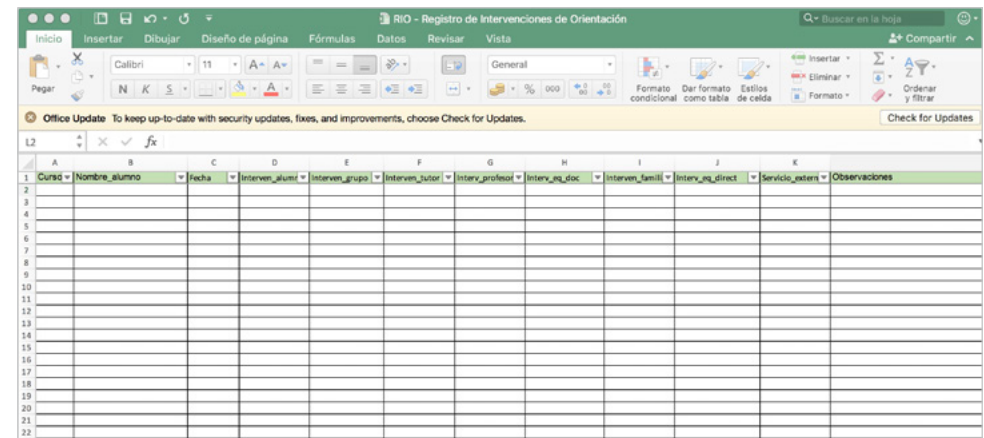 RIO - Registro de Intervenciones de Orientación
Buscar en la hoja
Inicio Insertar Dibujar Diseño de página Fórmulas Datos Revisar Vista
Compartir
Pegar
Calibri 11
N K S
A A
General
% 000
Formato condicional
Dar formato como tabla
Estilos de celda
Insertar
Eliminar
Formato
Ordenar y filtrar
Office Update To keep up-to-date with security updates, fixes, and improvements, choose Check for Updates.
Check for Updates
L2 fx
A B C D E F G H I J K
1 Curso Nombre_alumno Fecha Interven_alumn Interven_grupo Interven_tutor Interv_profesor Interv_eq_doc Interven_famili Interv_eq_direct Servicio_extern Observaciones
2
3
4
5
6
7
8
9
10
11
12
13
14
15
16
17
18
19
20
21
22